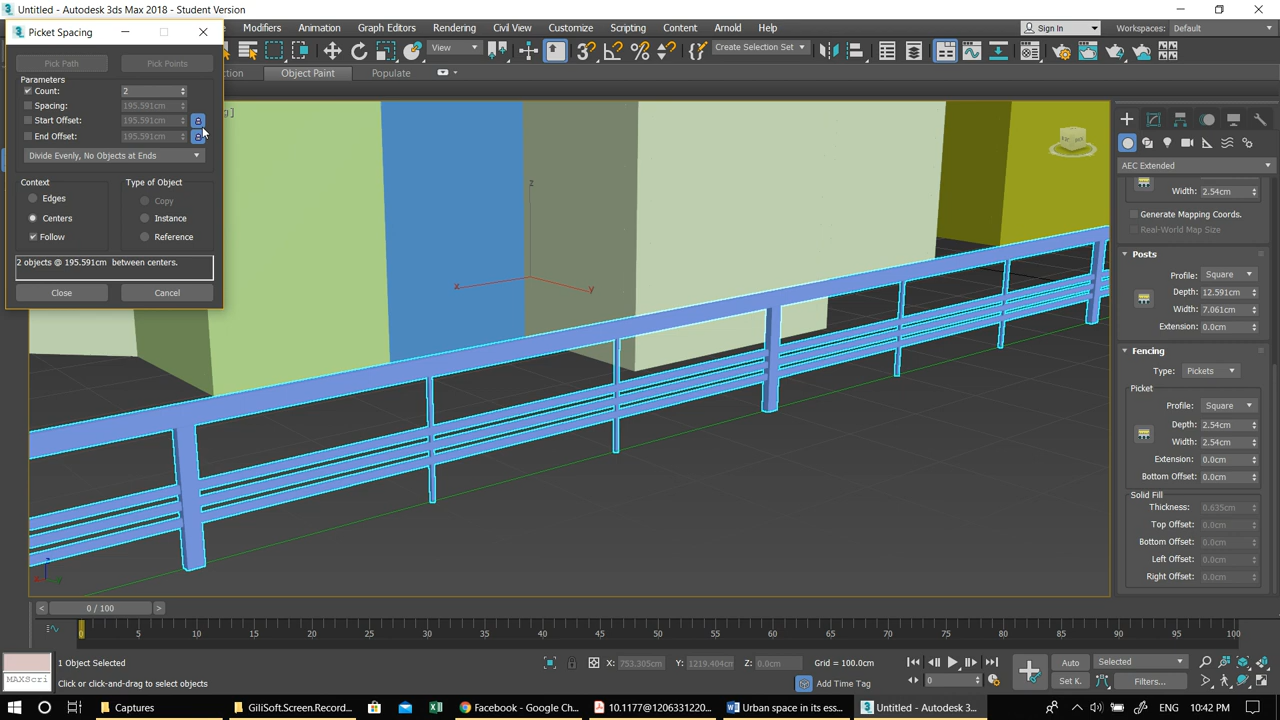 Untitled - Autodesk 3ds Max 2018 - Student Version
Picket Spacing
Modifiers Animation Graph Editors Rendering Civil View Customize Scripting Content Arnold Help
Sign In
Workspaces: Default
View
Create Selection Set
Object Paint Populate
Pick Path Pick Points
Parameters
Count: 2
Spacing: 195.591cm
Start Offset: 195.591cm
End Offset: 195.591cm
Divide Evenly, No Objects at Ends
Context Type of Object
Edges Copy
Centers Instance
Follow Reference
2 objects @ 195.591cm between centers.
Close Cancel
z
x
y
AEC Extended
Width: 2.54cm
Generate Mapping Coords.
Real-World Map Size
Posts
Profile: Square
Depth: 12.591cm
Width: 7.061cm
Extension: 0.0cm
Fencing
Type: Pickets
Picket
Profile: Square
Depth: 2.54cm
Width: 2.54cm
Extension: 0.0cm
Bottom Offset: 0.0cm
Solid Fill
Thickness: 0.635cm
Top Offset: 0.0cm
Bottom Offset: 0.0cm
Left Offset: 0.0cm
Right Offset: 0.0cm
< 0 / 100 >
0 5 10 15 20 25 30 35 40 45 50 55 60 65 70 75 80 85 90 95 100
1 Object Selected
X: 753.305cm Y: 1219.404cm Z: 0.0cm Grid = 100.0cm
Auto Selected
MAXScri
Click or click-and-drag to select objects
Add Time Tag
0
Set K. Filters...
Captures
GiliSoft.Screen.Record...
Facebook - Google Ch...
10.1177@1206331220...
Urban space in its ess...
Untitled - Autodesk 3...
ENG
10:42 PM